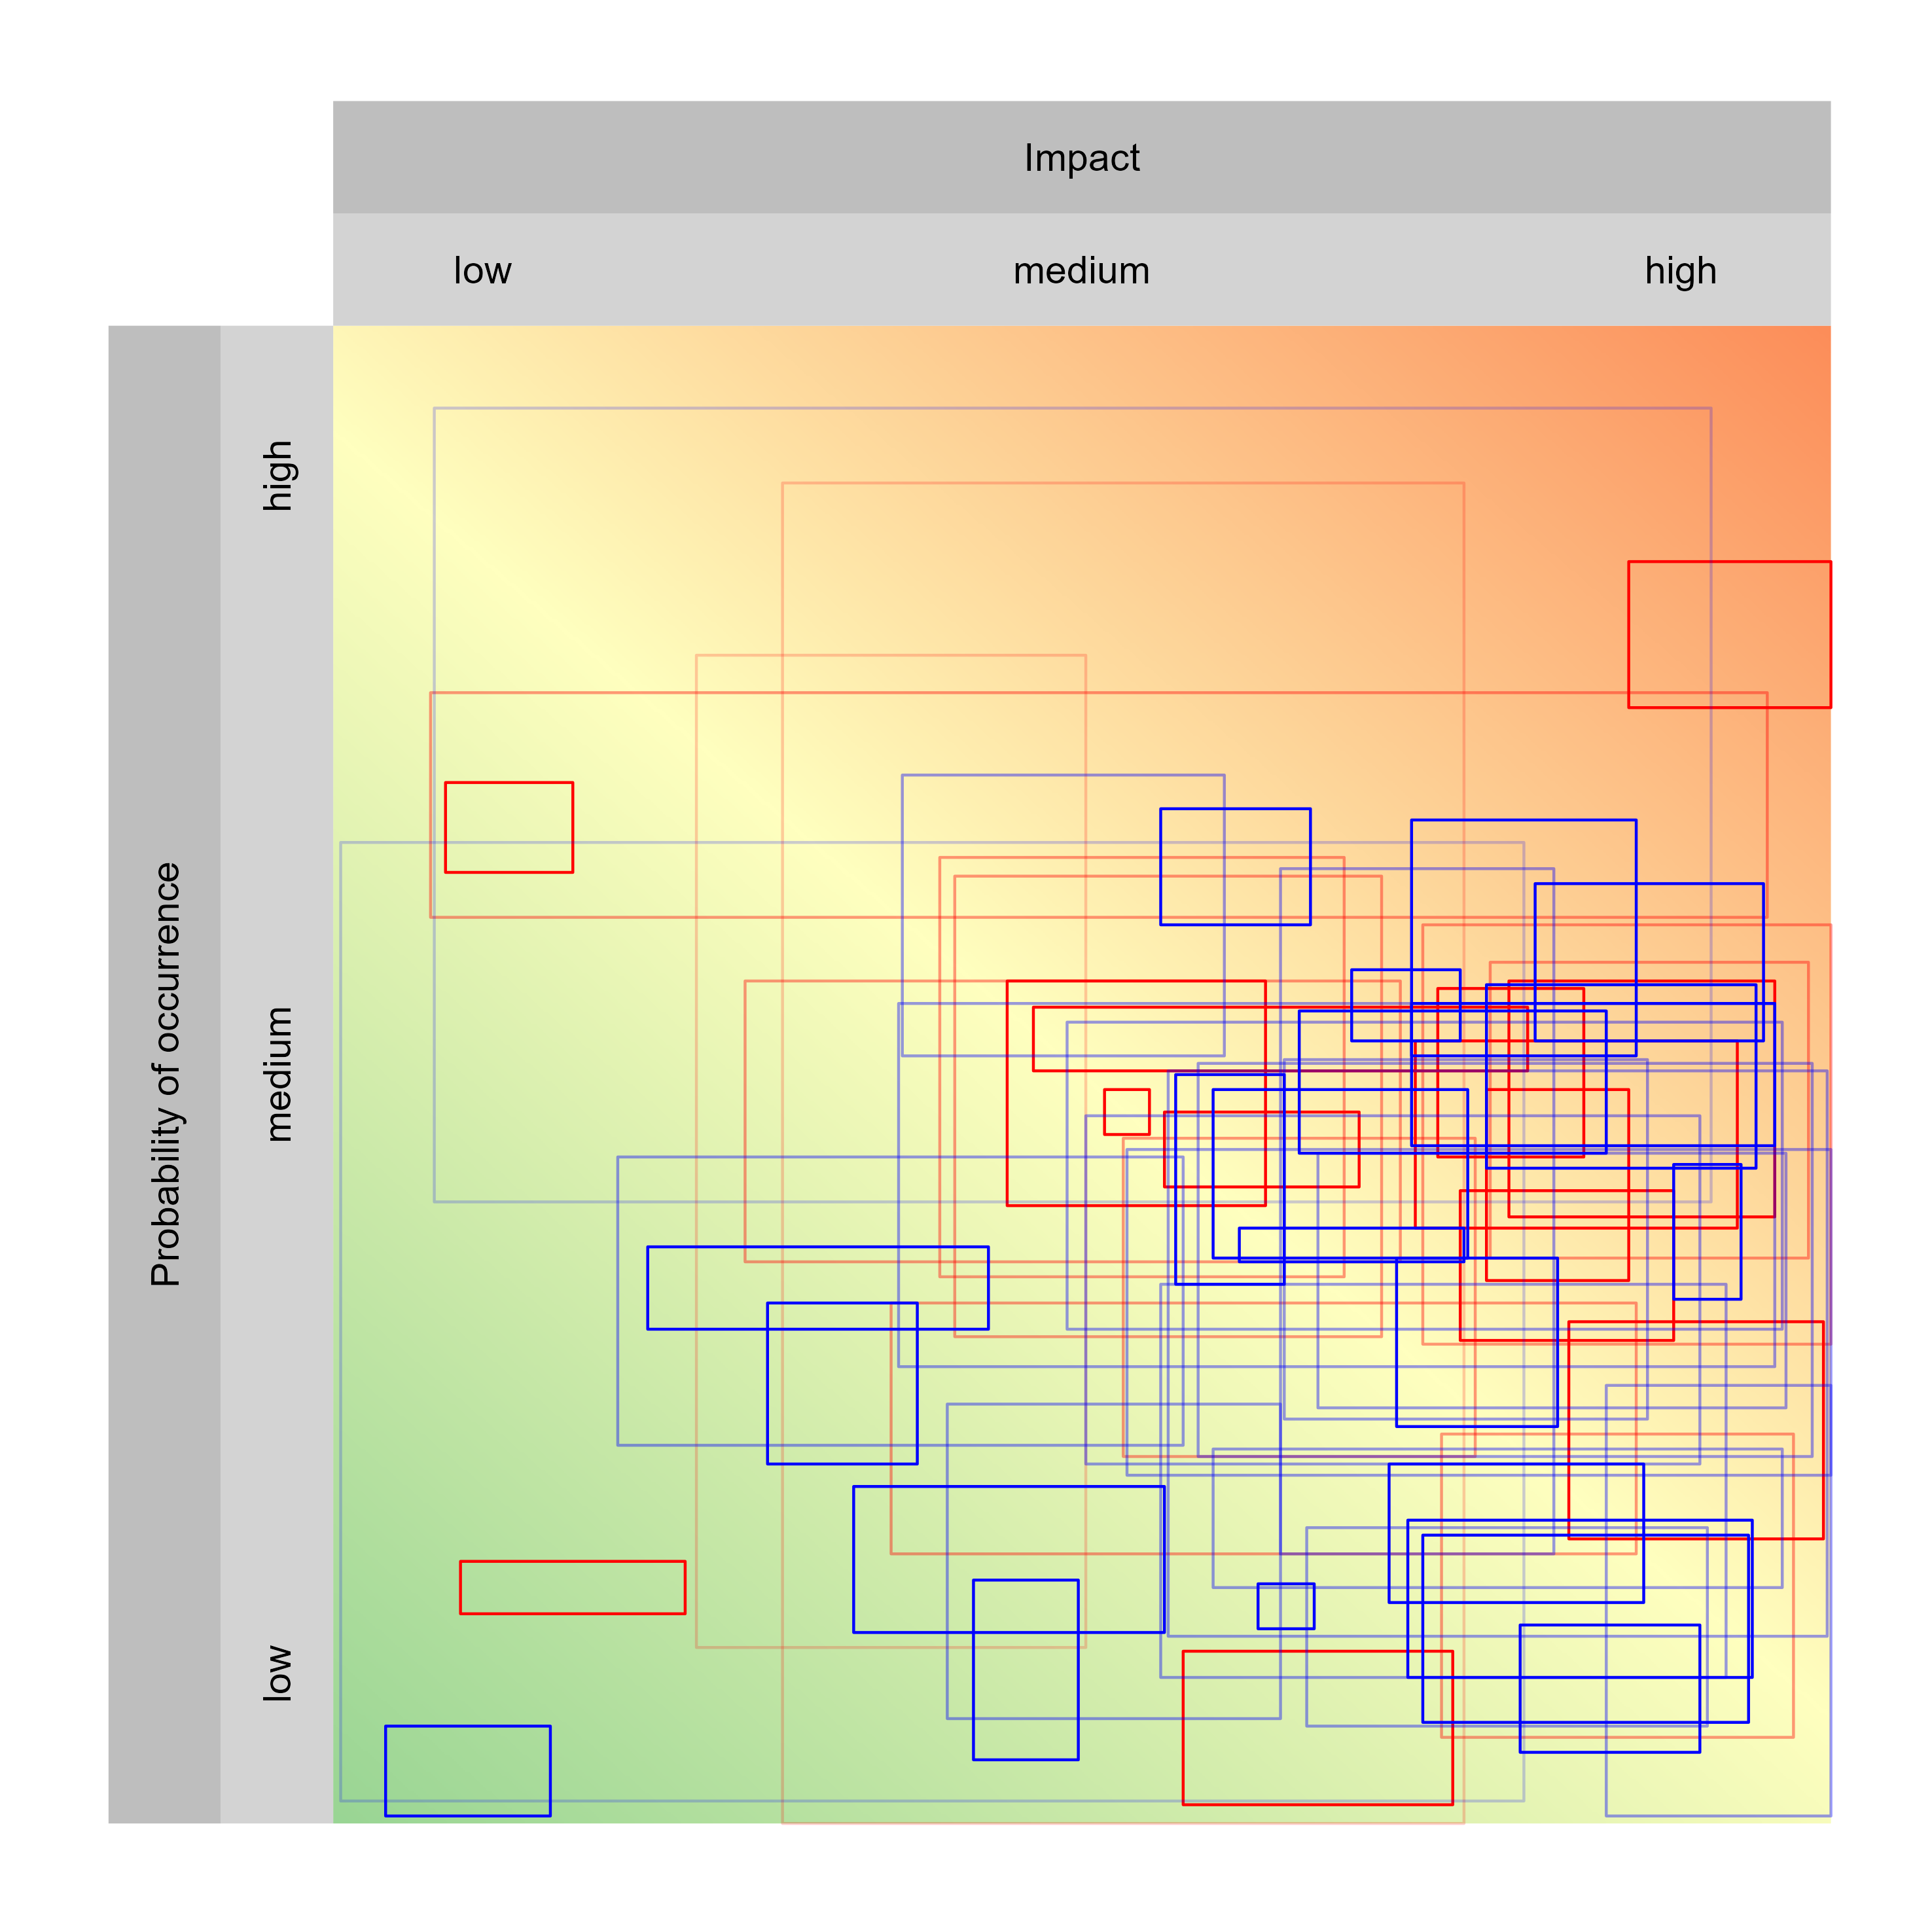 Impact
low
medium
high
Probability of occurrence
high
medium
low